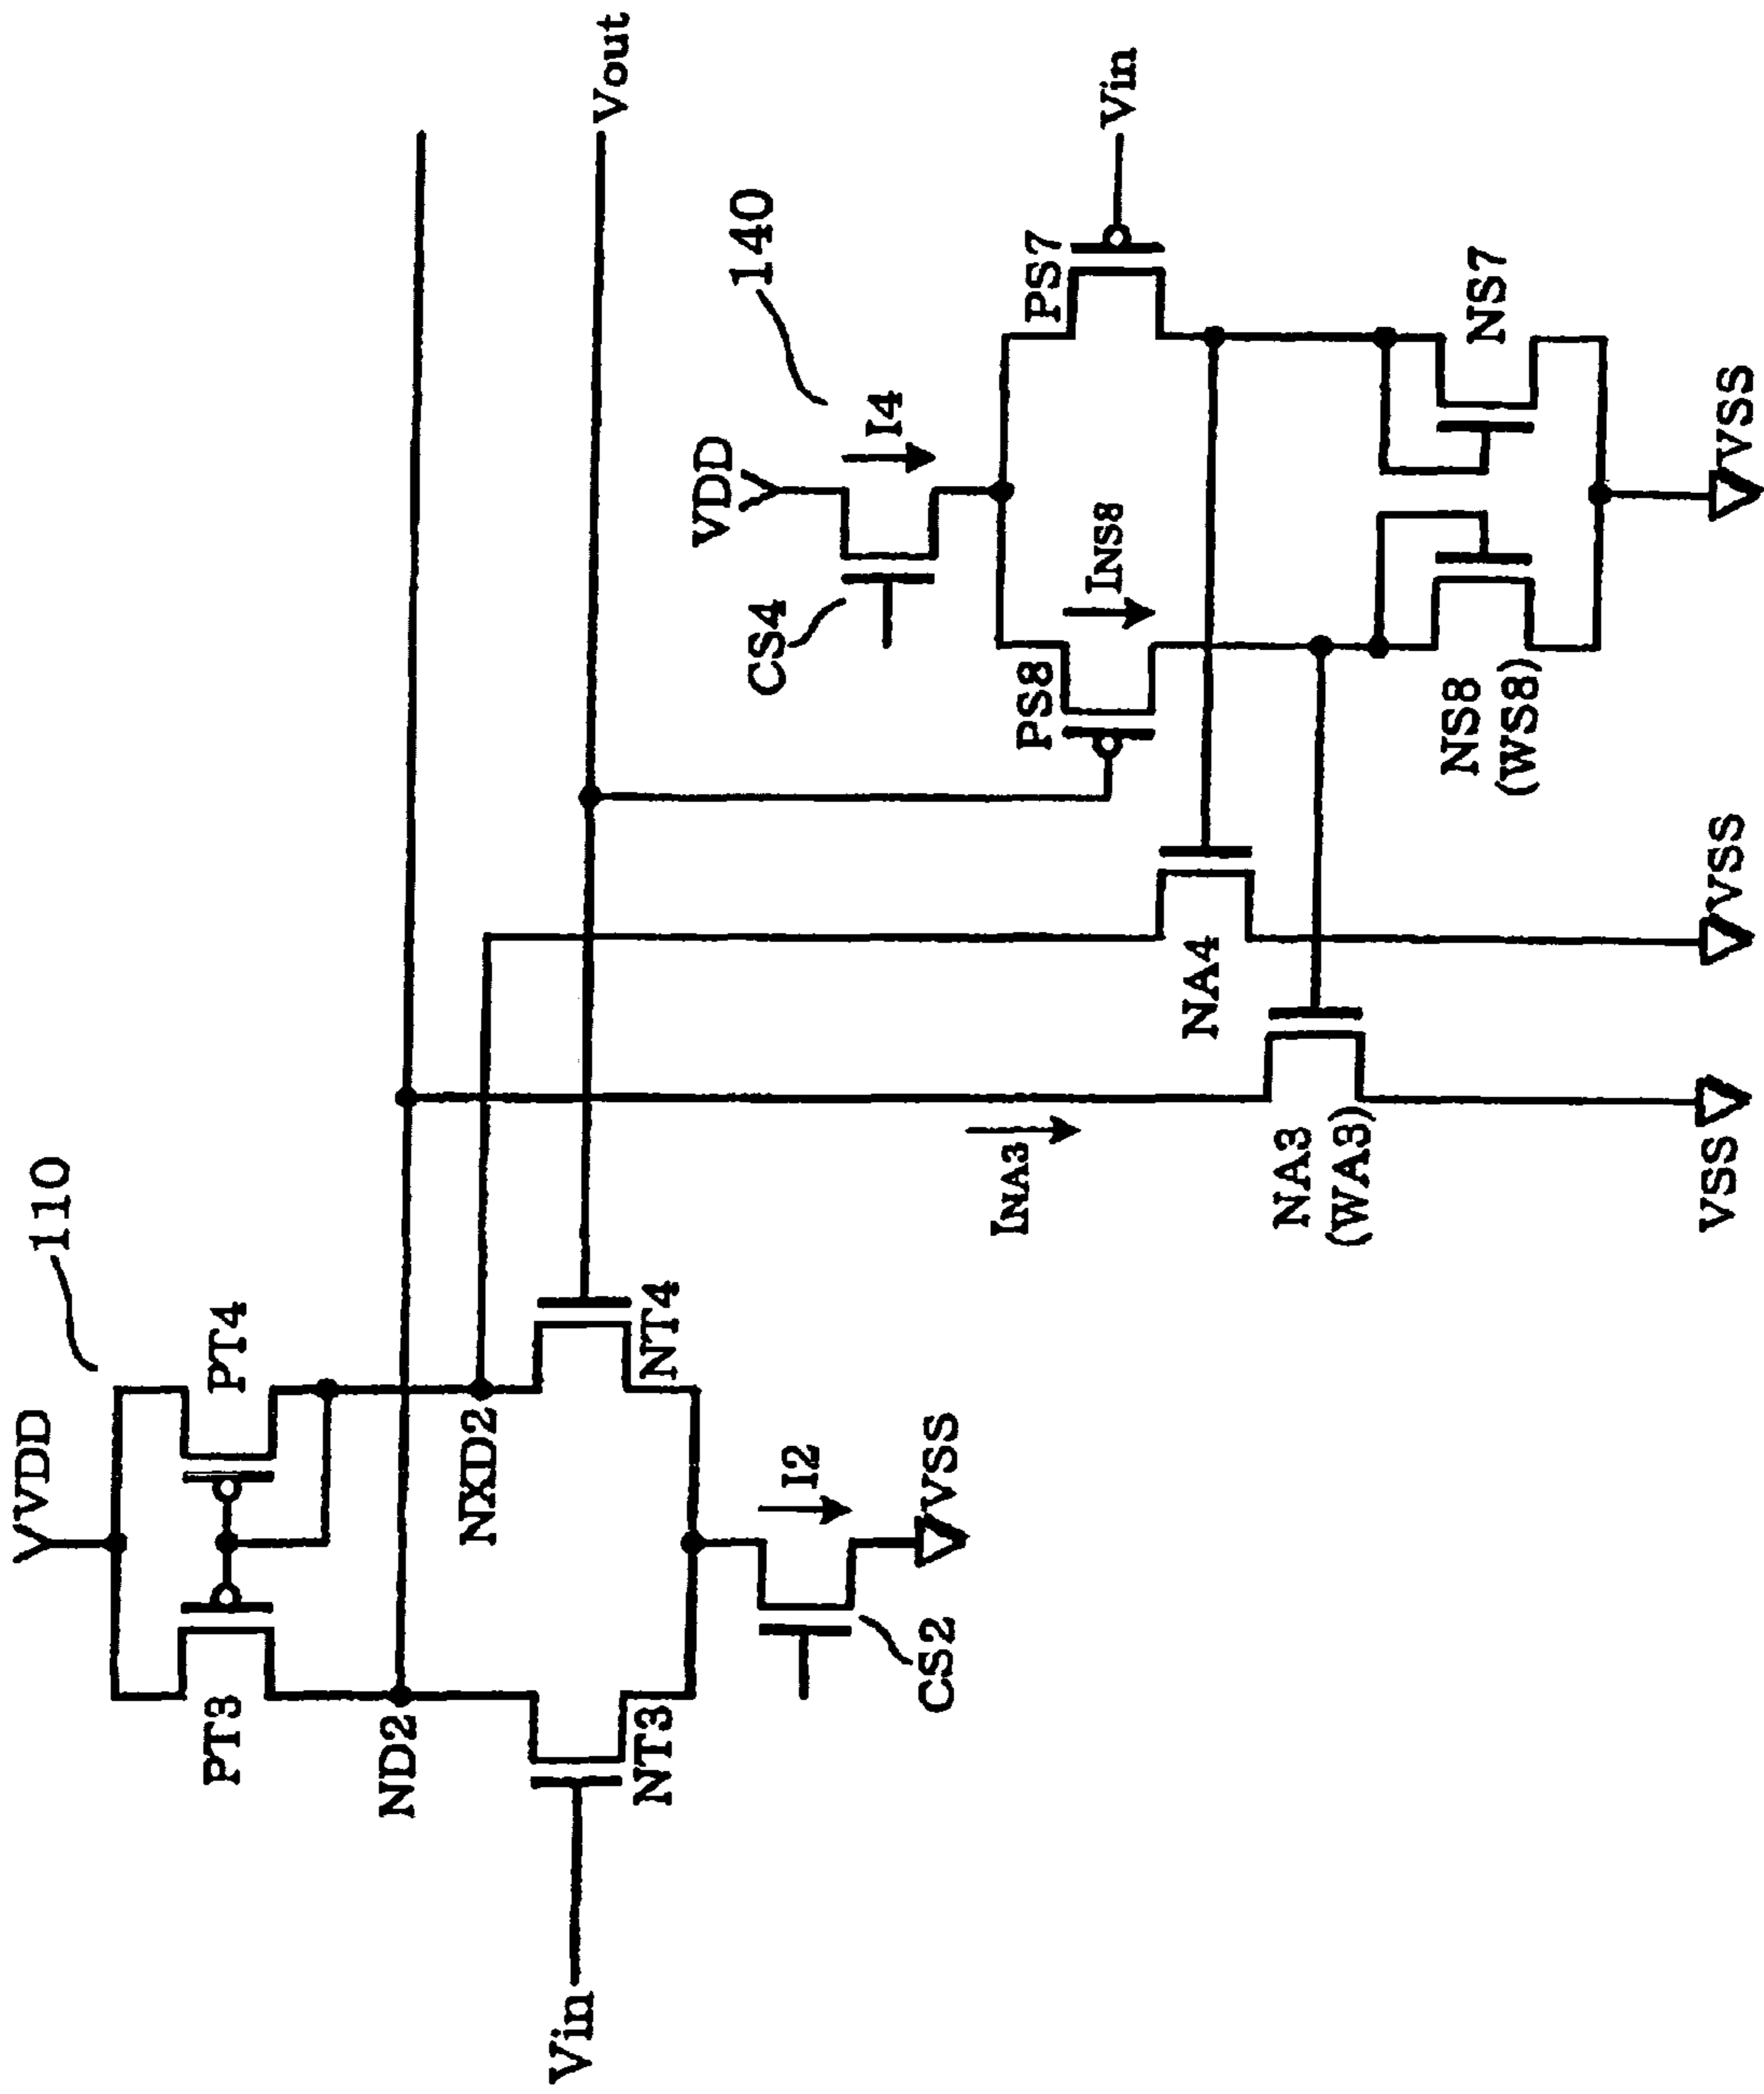 110
VDD
PT3
PT4
ND2
NXD2
Vin
NT3
NT4
I2
CS2
VSS
Vout
140
VDD
I4
CS4
PS8
PS7
Vin
INS8
NA4
INA3
NA3
(WA3)
NS8
(WS8)
NS7
VSS
VSS
VSS